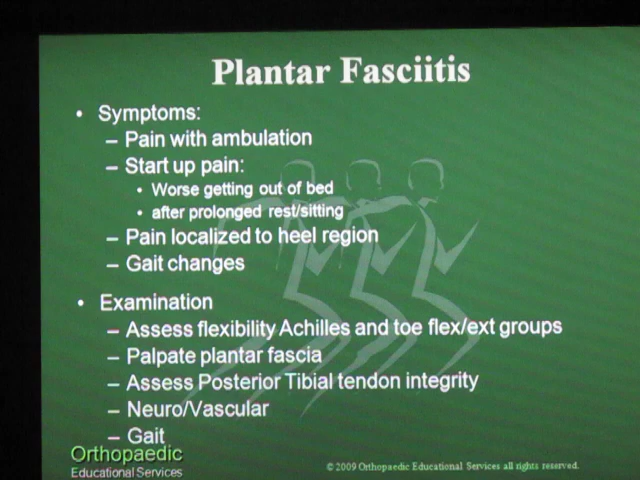 Plantar Fasciitis
• Symptoms:
– Pain with ambulation
– Start up pain:
• Worse getting out of bed
• after prolonged rest/sitting
– Pain localized to heel region
– Gait changes
• Examination
– Assess flexibility Achilles and toe flex/ext groups
– Palpate plantar fascia
– Assess Posterior Tibial tendon integrity
– Neuro/Vascular
– Gait
Orthopaedic
Educational Services
© 2009 Orthopaedic Educational Services all rights reserved.